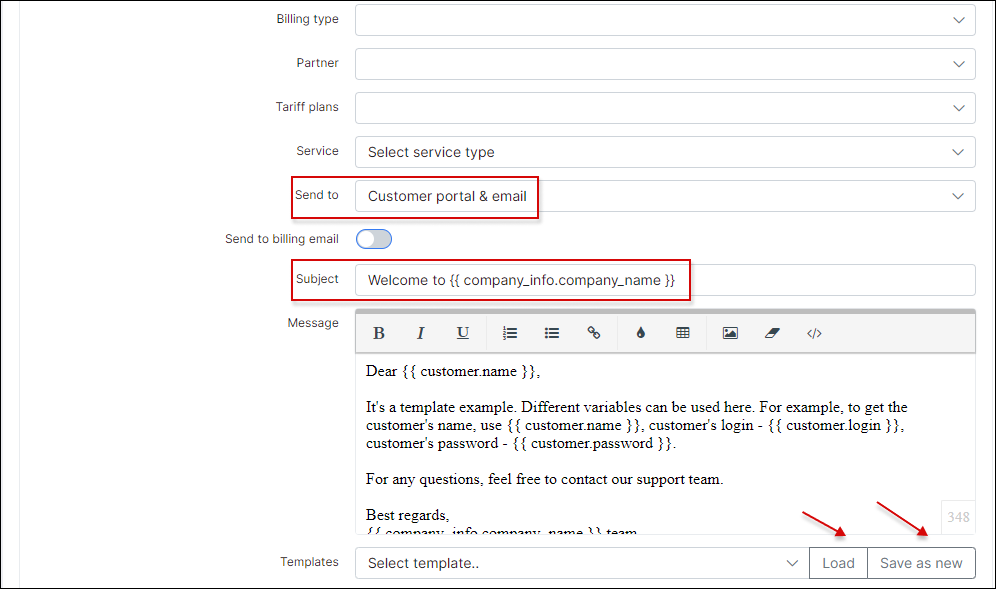 Billing type
Partner
Tariff plans
Service Select service type
Send to Customer portal & email
Send to billing email
Subject Welcome to {{ company_info.company_name }}
Message B I U </>
Dear {{ customer.name }},
It's a template example. Different variables can be used here. For example, to get the
customer's name, use {{ customer.name }}, customer's login - {{ customer.login }},
customer's password - {{ customer.password }}.
For any questions, feel free to contact our support team.
Best regards,
348
{{ company_info.company_name }} team
Templates Select template.. Load Save as new